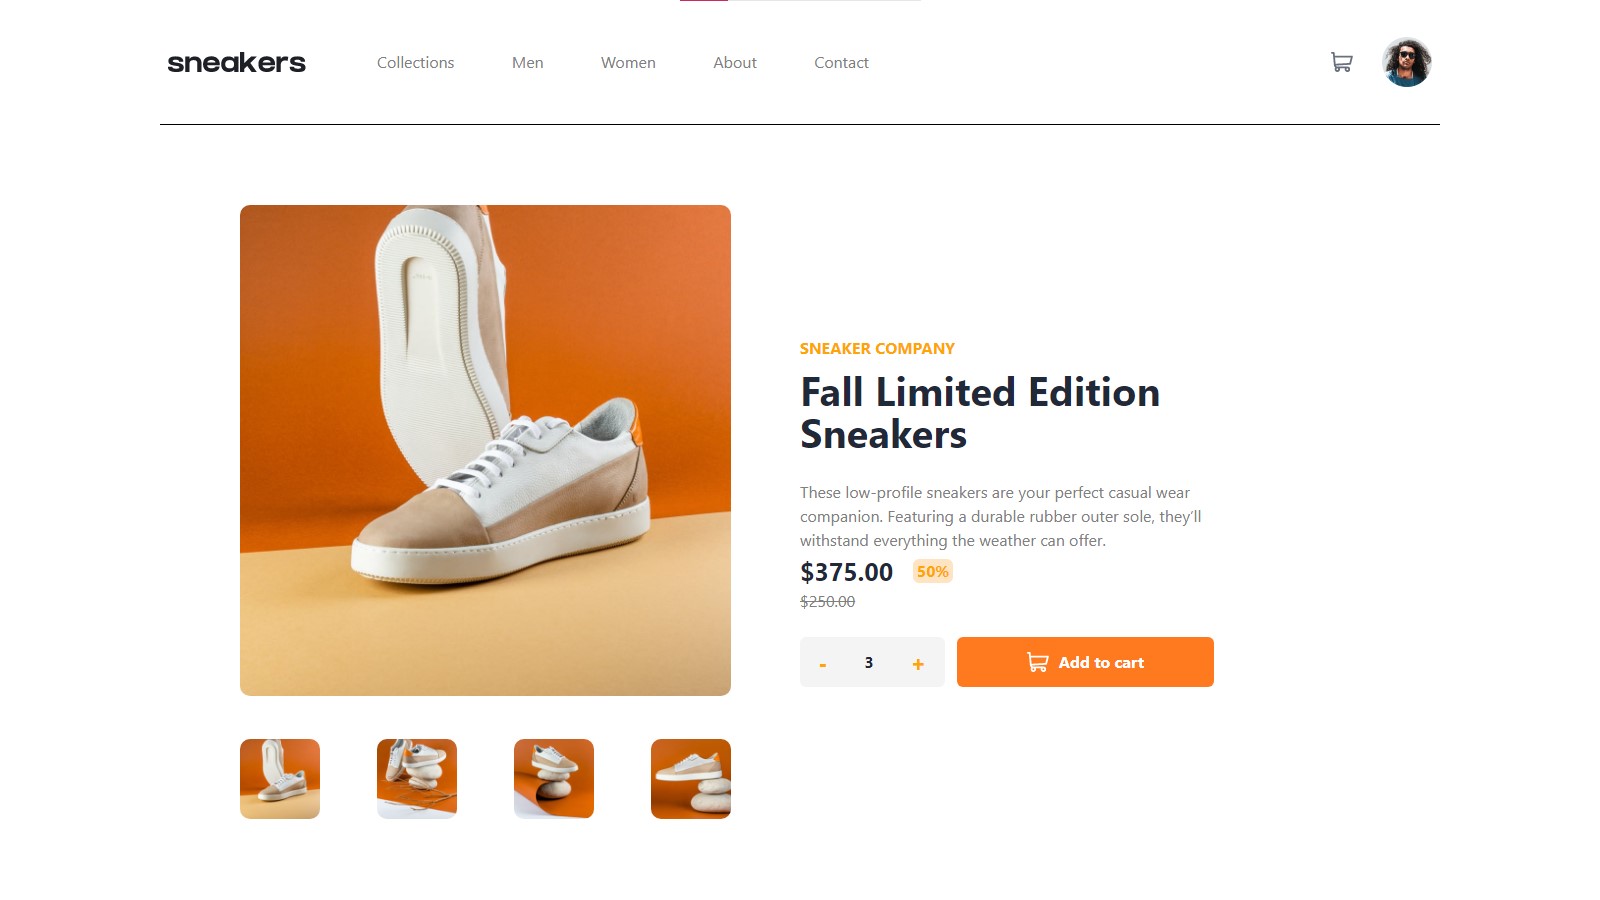 sneakers
Collections Men Women About Contact
SNEAKER COMPANY
Fall Limited Edition
Sneakers
These low-profile sneakers are your perfect casual wear
companion. Featuring a durable rubber outer sole, they’ll
withstand everything the weather can offer.
$375.00 50%
$250.00
- 3 + Add to cart